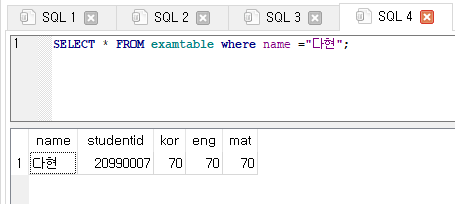 SQL 1 SQL 2 SQL 3 SQL 4
1 SELECT * FROM examtable where name ="다현";
name studentid kor eng mat
1 다현 20990007 70 70 70